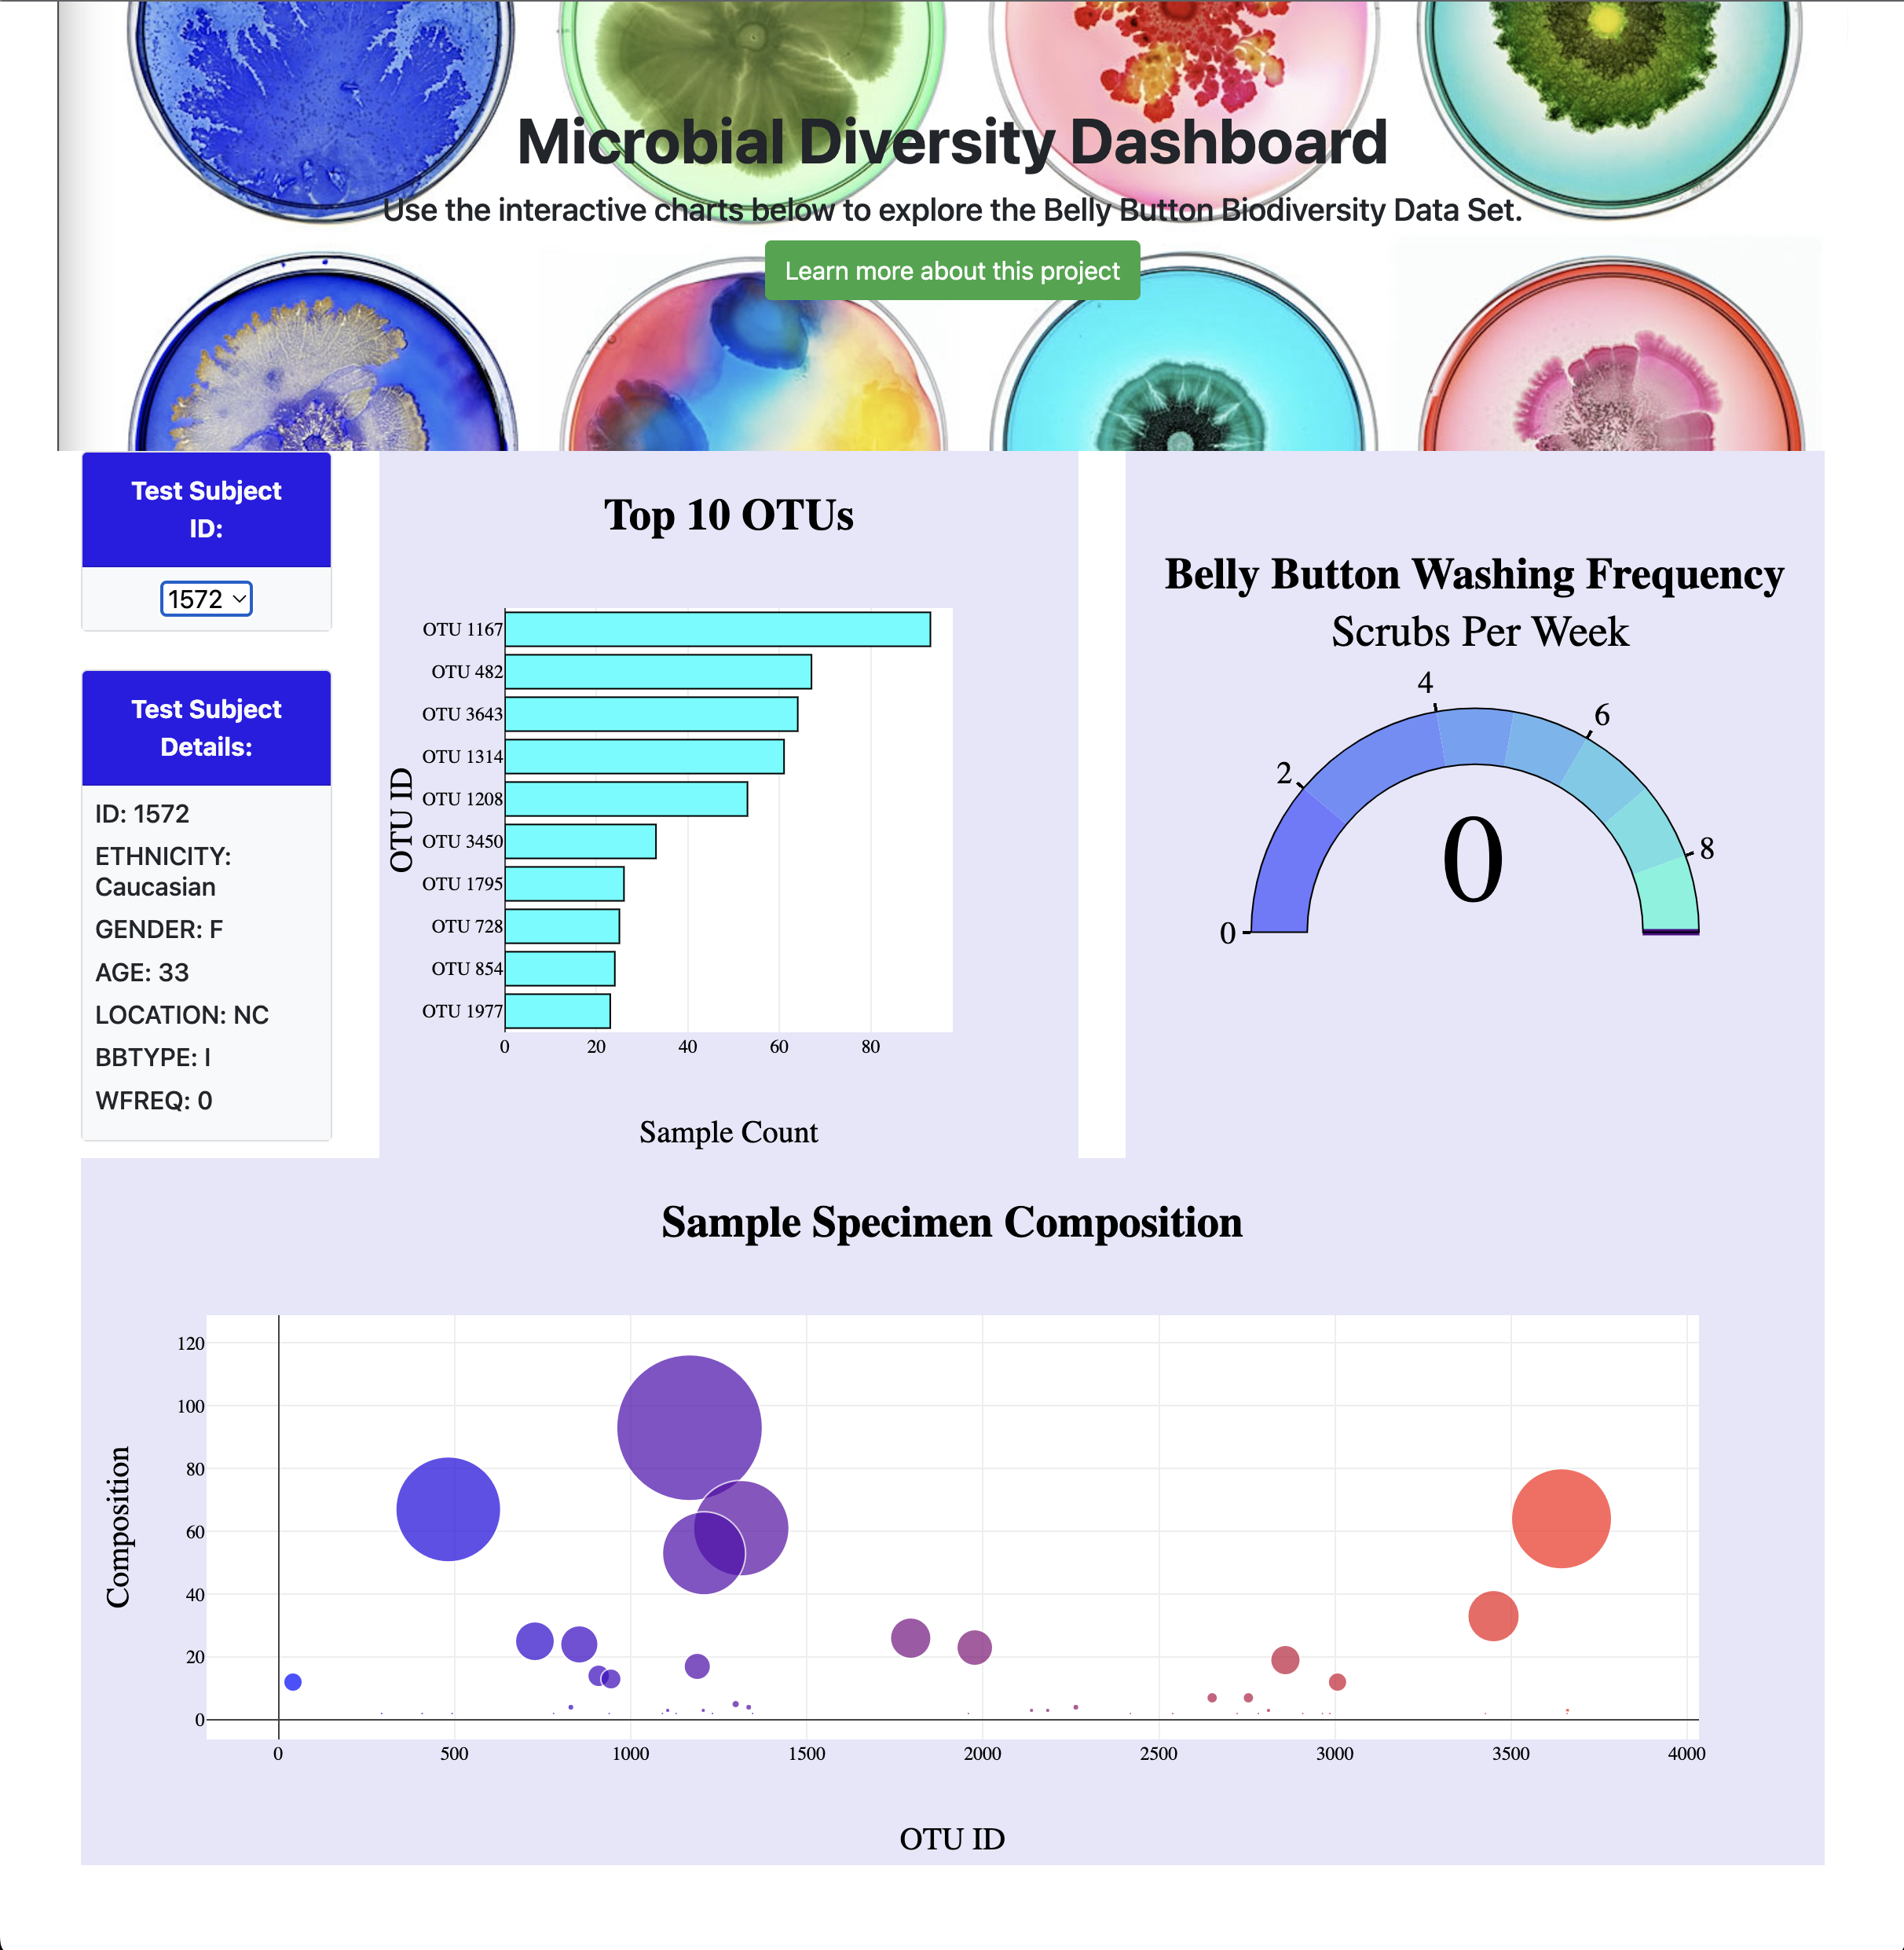 Microbial Diversity Dashboard
Use the interactive charts below to explore the Belly Button Biodiversity Data Set.
Learn more about this project
Test Subject
ID:
1572
Test Subject
Details:
ID: 1572
ETHNICITY:
Caucasian
GENDER: F
AGE: 33
LOCATION: NC
BBTYPE: I
WFREQ: 0
Top 10 OTUs
OTU ID
OTU 1167
OTU 482
OTU 3643
OTU 1314
OTU 1208
OTU 3450
OTU 1795
OTU 728
OTU 854
OTU 1977
0 20 40 60 80
Sample Count
Belly Button Washing Frequency
Scrubs Per Week
0
2
4
6
8
0
Sample Specimen Composition
Composition
120
100
80
60
40
20
0
0 500 1000 1500 2000 2500 3000 3500 4000
OTU ID